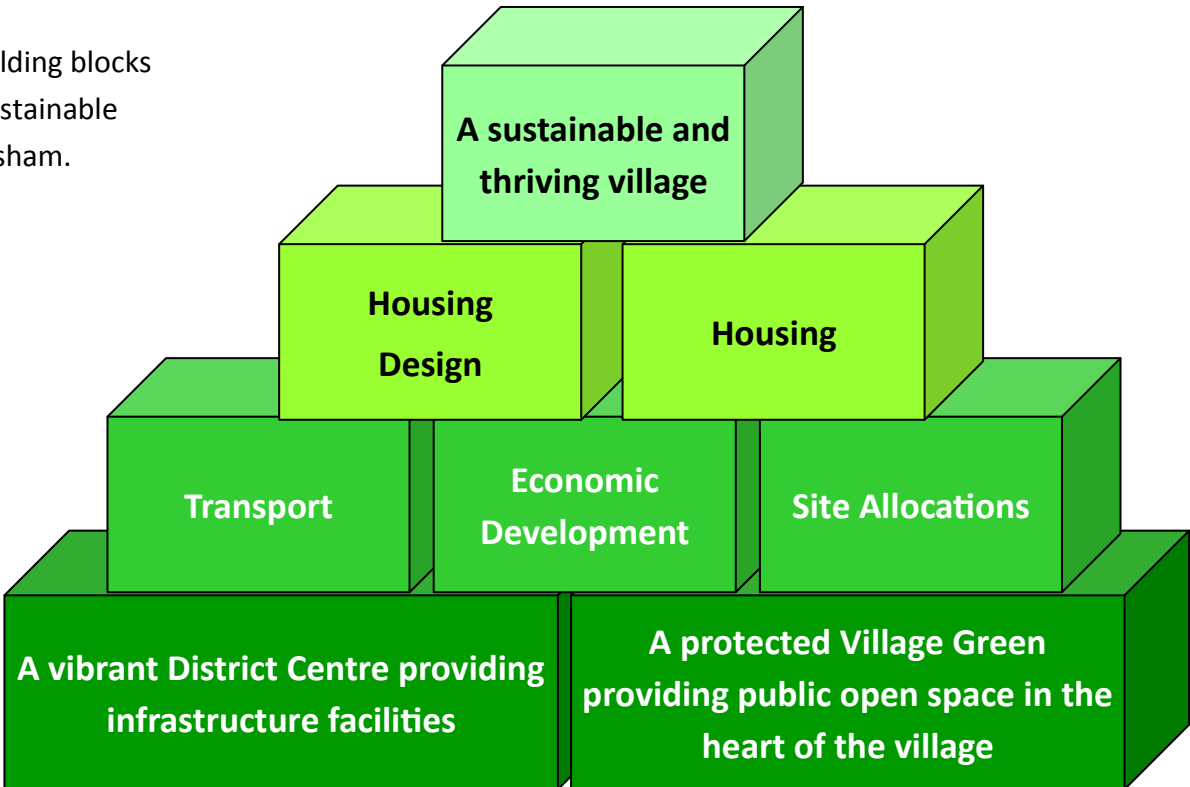 lding blocks
stainable
sham.
A sustainable and
thriving village
Housing
Design
Housing
Transport
Economic
Development
Site Allocations
A vibrant District Centre providing
infrastructure facilities
A protected Village Green
providing public open space in the
heart of the village